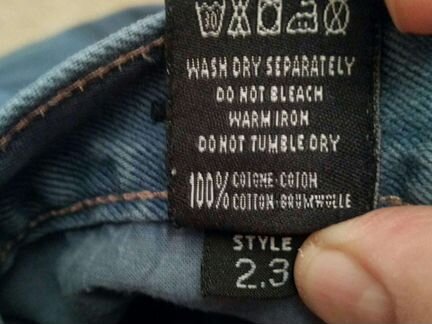 30
WASH DRY SEPARATELY
DO NOT BLEACH
WARM IRON
DO NOT TUMBLE DRY
100% COTONE·COTON
COTTON·BAUMWOLLE
STYLE
2.3